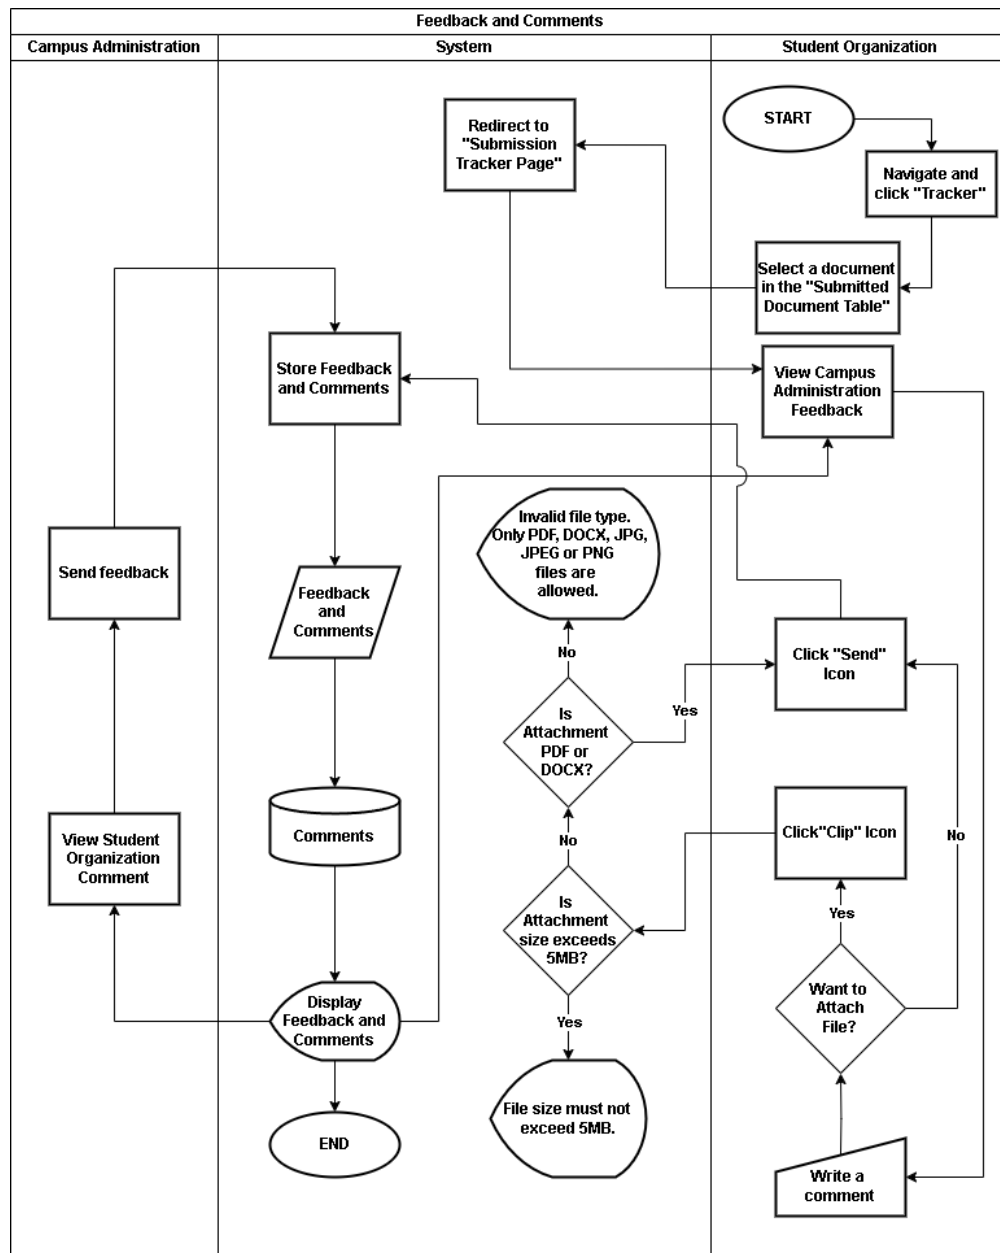 Feedback and Comments
Campus Administration
System
Student Organization
START
Redirect to
"Submission
Tracker Page"
Navigate and
click "Tracker"
Select a document
in the "Submitted
Document Table"
Store Feedback
and Comments
View Campus
Administration
Feedback
Invalid file type.
Only PDF, DOCX, JPG,
JPEG or PNG
files are
allowed.
Send feedback
Feedback
and
Comments
No
Click "Send"
Icon
Is
Attachment
PDF or
DOCX?
Yes
View Student
Organization
Comment
Comments
Click"Clip" Icon
No
No
Is
Attachment
size exceeds
5MB?
Yes
Display
Feedback and
Comments
Want to
Attach
File?
Yes
File size must not
exceed 5MB.
END
Write a
comment